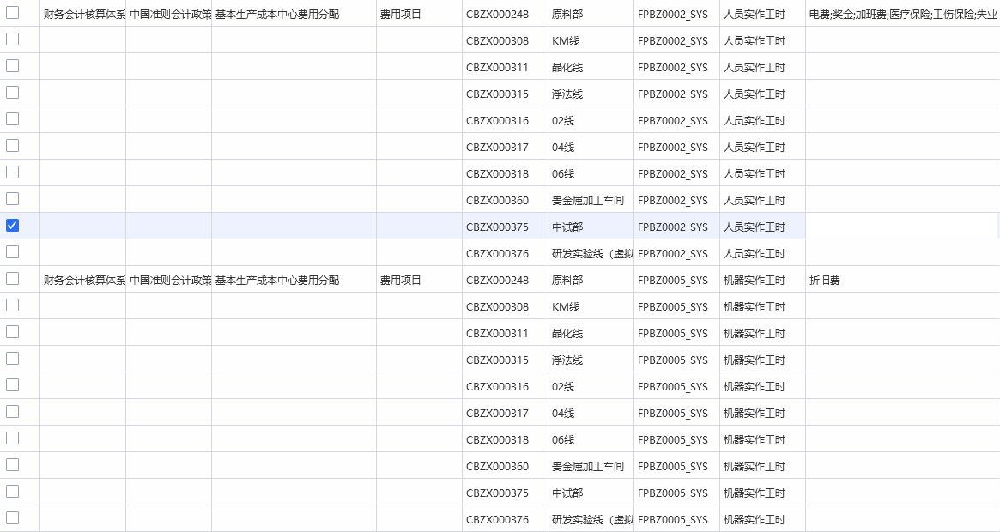 财务会计核算体系 中国准则会计政策 基本生产成本中心费用分配 费用项目 CBZX000248 原料部 FPBZ0002_SYS 人员实作工时 电费;奖金;加班费;医疗保险;工伤保险;失业
CBZX000308 KM线 FPBZ0002_SYS 人员实作工时
CBZX000311 晶化线 FPBZ0002_SYS 人员实作工时
CBZX000315 浮法线 FPBZ0002_SYS 人员实作工时
CBZX000316 02线 FPBZ0002_SYS 人员实作工时
CBZX000317 04线 FPBZ0002_SYS 人员实作工时
CBZX000318 06线 FPBZ0002_SYS 人员实作工时
CBZX000360 贵金属加工车间 FPBZ0002_SYS 人员实作工时
CBZX000375 中试部 FPBZ0002_SYS 人员实作工时
CBZX000376 研发实验线（虚拟 FPBZ0002_SYS 人员实作工时
财务会计核算体系 中国准则会计政策 基本生产成本中心费用分配 费用项目 CBZX000248 原料部 FPBZ0005_SYS 机器实作工时 折旧费
CBZX000308 KM线 FPBZ0005_SYS 机器实作工时
CBZX000311 晶化线 FPBZ0005_SYS 机器实作工时
CBZX000315 浮法线 FPBZ0005_SYS 机器实作工时
CBZX000316 02线 FPBZ0005_SYS 机器实作工时
CBZX000317 04线 FPBZ0005_SYS 机器实作工时
CBZX000318 06线 FPBZ0005_SYS 机器实作工时
CBZX000360 贵金属加工车间 FPBZ0005_SYS 机器实作工时
CBZX000375 中试部 FPBZ0005_SYS 机器实作工时
CBZX000376 研发实验线（虚拟 FPBZ0005_SYS 机器实作工时